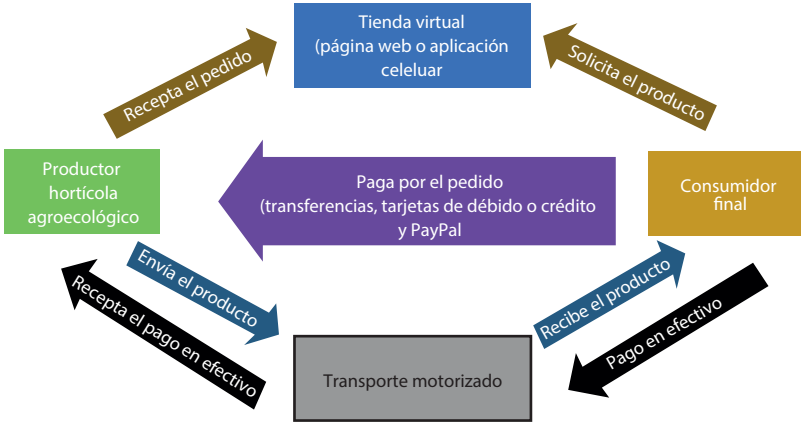 Tienda virtual
(página web o aplicación
celeluar
Recepta el pedido
Solicita el producto
Productor
hortícola
agroecológico
Paga por el pedido
(transferencias, tarjetas de débido o crédito
y PayPal
Consumidor
final
Envía el producto
Recepta el pago en efectivo
Recibe el producto
Pago en efectivo
Transporte motorizado